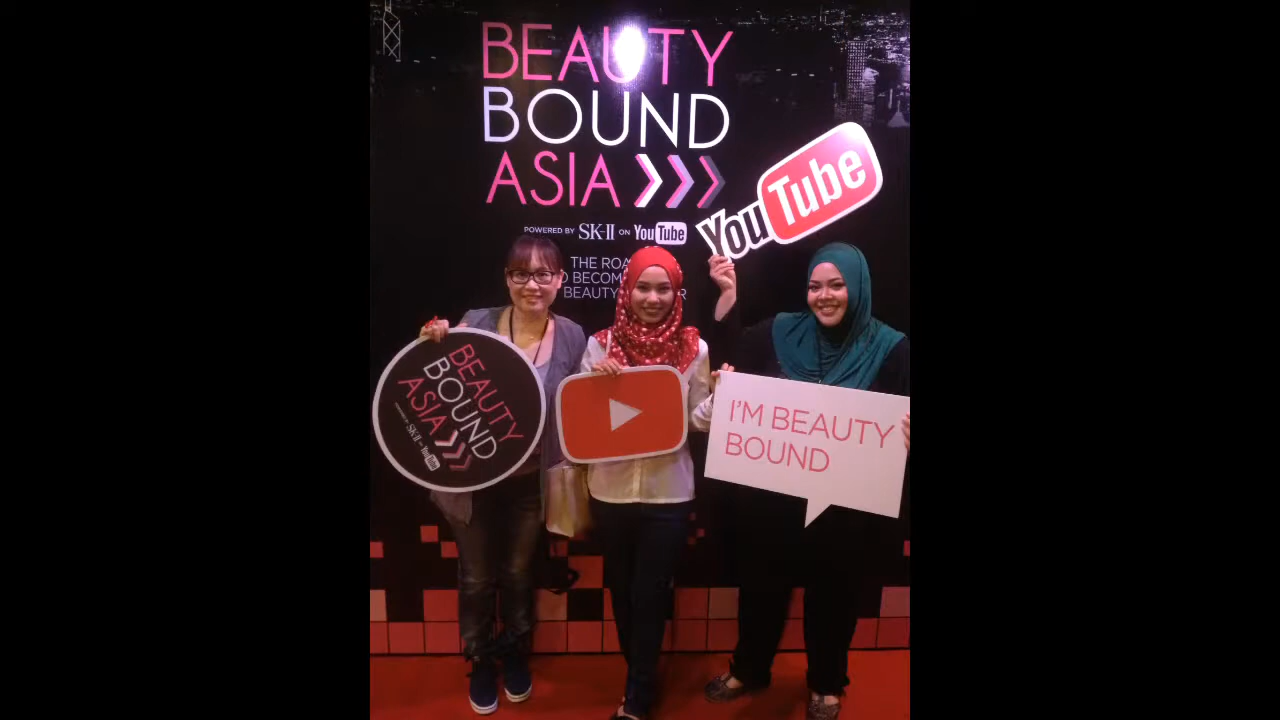 BEAUTY
BOUND
ASIA
POWERED BY SK-II ON YouTube
THE ROA
BECOM
BEAUTY
YouTube
BEAUTY
BOUND
ASIA
SK-II ON YouTube
I'M BEAUTY
BOUND